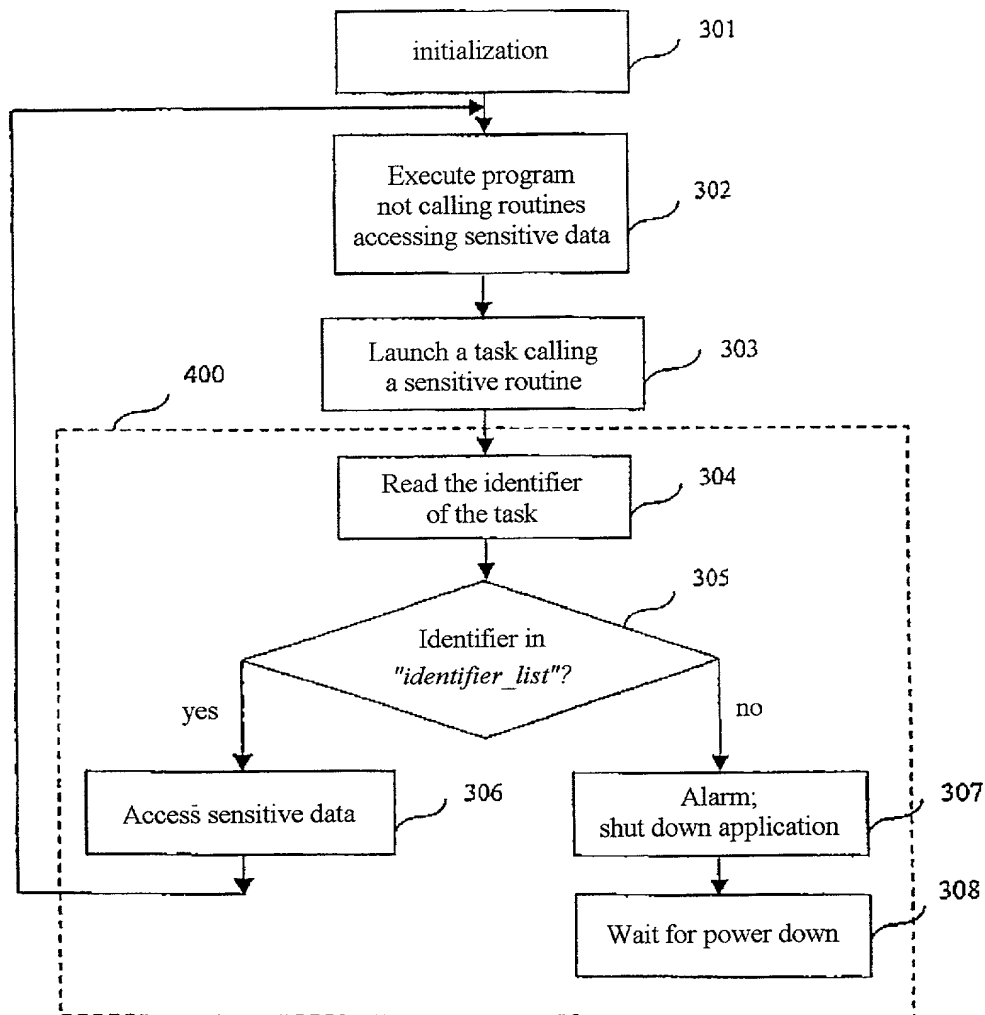 initialization
301
Execute program
not calling routines
accessing sensitive data
302
Launch a task calling
a sensitive routine
303
400
Read the identifier
of the task
304
305
Identifier in
"identifier_list"?
yes
no
Access sensitive data
306
Alarm;
shut down application
307
Wait for power down
308